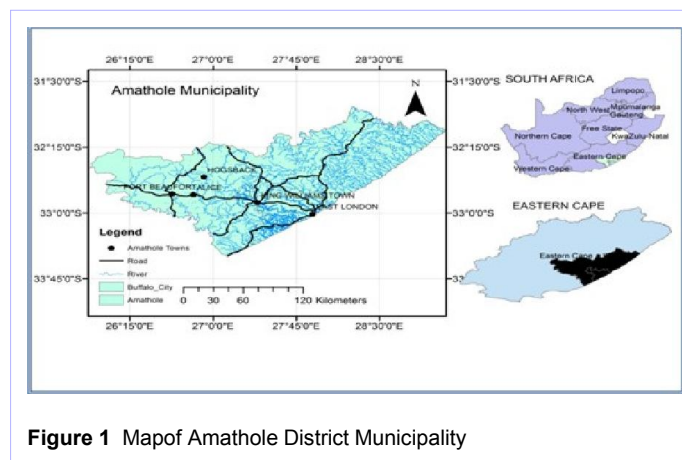 26°15'0"E 27°0'0"E 27°45'0"E 28°30'0"E
31°30'0"S
32°15'0"S
33°0'0"S
33°45'0"S
Amathole Municipality
N
HOGSBACK
FORT BEAUFORT ALICE
KING WILLIAMS TOWN
EAST LONDON
Legend
Amathole Towns
Road
River
Buffalo_City
Amathole
0 30 60 120 Kilometers
31°30'0"S
32°15'0"S
33°0'0"S
26°15'0"E 27°0'0"E 27°45'0"E 28°30'0"E
SOUTH AFRICA
Limpopo
North West
Mpumalanga
Gauteng
Free State
KwaZulu-Natal
Northern Cape
Eastern Cape
Western Cape
EASTERN CAPE
Eastern Cape
Figure 1 Mapof Amathole District Municipality